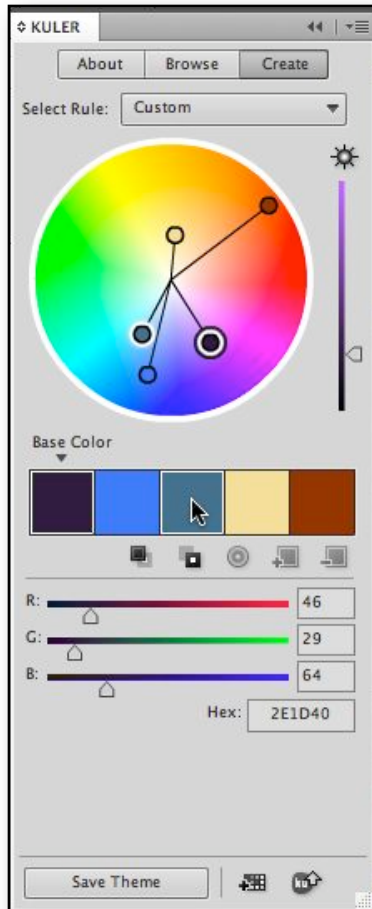 KULER
About Browse Create
Select Rule: Custom
Base Color
R: 46
G: 29
B: 64
Hex: 2E1D40
Save Theme